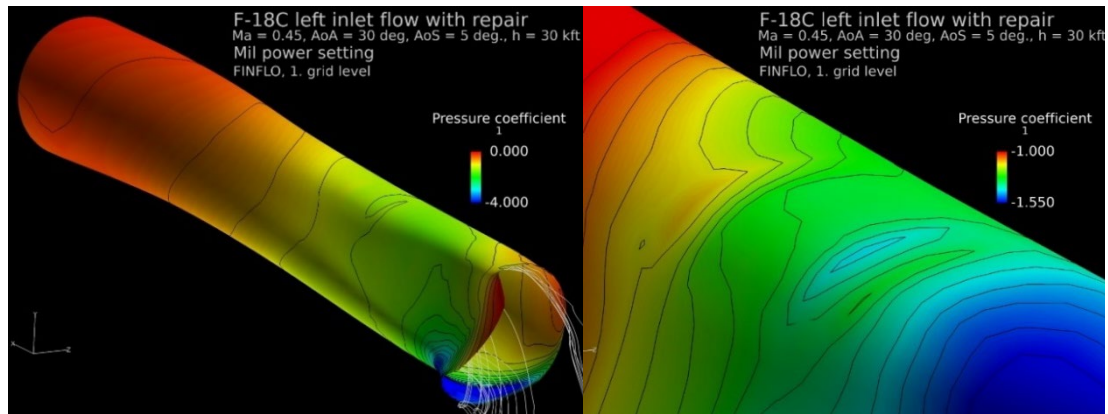 F-18C left inlet flow with repair
Ma = 0.45, AoA = 30 deg, AoS = 5 deg., h = 30 kft
Mil power setting
FINFLO, 1. grid level
Pressure coefficient
1
0.000
-4.000
F-18C left inlet flow with repair
Ma = 0.45, AoA = 30 deg, AoS = 5 deg., h = 30 kft
Mil power setting
FINFLO, 1. grid level
Pressure coefficient
1
-1.000
-1.550